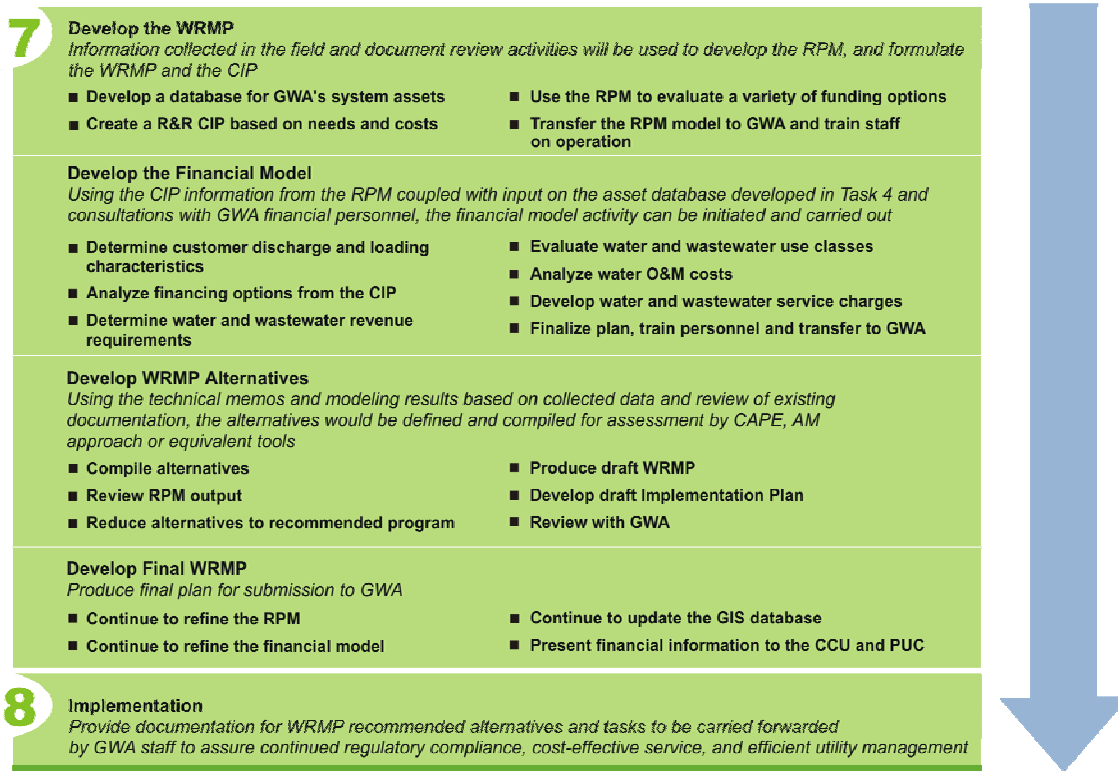 7
Develop the WRMP
Information collected in the field and document review activities will be used to develop the RPM, and formulate
the WRMP and the CIP
■ Develop a database for GWA's system assets
■ Create a R&R CIP based on needs and costs
■ Use the RPM to evaluate a variety of funding options
■ Transfer the RPM model to GWA and train staff
on operation
Develop the Financial Model
Using the CIP information from the RPM coupled with input on the asset database developed in Task 4 and
consultations with GWA financial personnel, the financial model activity can be initiated and carried out
■ Determine customer discharge and loading
characteristics
■ Analyze financing options from the CIP
■ Determine water and wastewater revenue
requirements
■ Evaluate water and wastewater use classes
■ Analyze water O&M costs
■ Develop water and wastewater service charges
■ Finalize plan, train personnel and transfer to GWA
Develop WRMP Alternatives
Using the technical memos and modeling results based on collected data and review of existing
documentation, the alternatives would be defined and compiled for assessment by CAPE, AM
approach or equivalent tools
■ Compile alternatives
■ Review RPM output
■ Reduce alternatives to recommended program
■ Produce draft WRMP
■ Develop draft Implementation Plan
■ Review with GWA
Develop Final WRMP
Produce final plan for submission to GWA
■ Continue to refine the RPM
■ Continue to refine the financial model
■ Continue to update the GIS database
■ Present financial information to the CCU and PUC
8
Implementation
Provide documentation for WRMP recommended alternatives and tasks to be carried forwarded
by GWA staff to assure continued regulatory compliance, cost-effective service, and efficient utility management